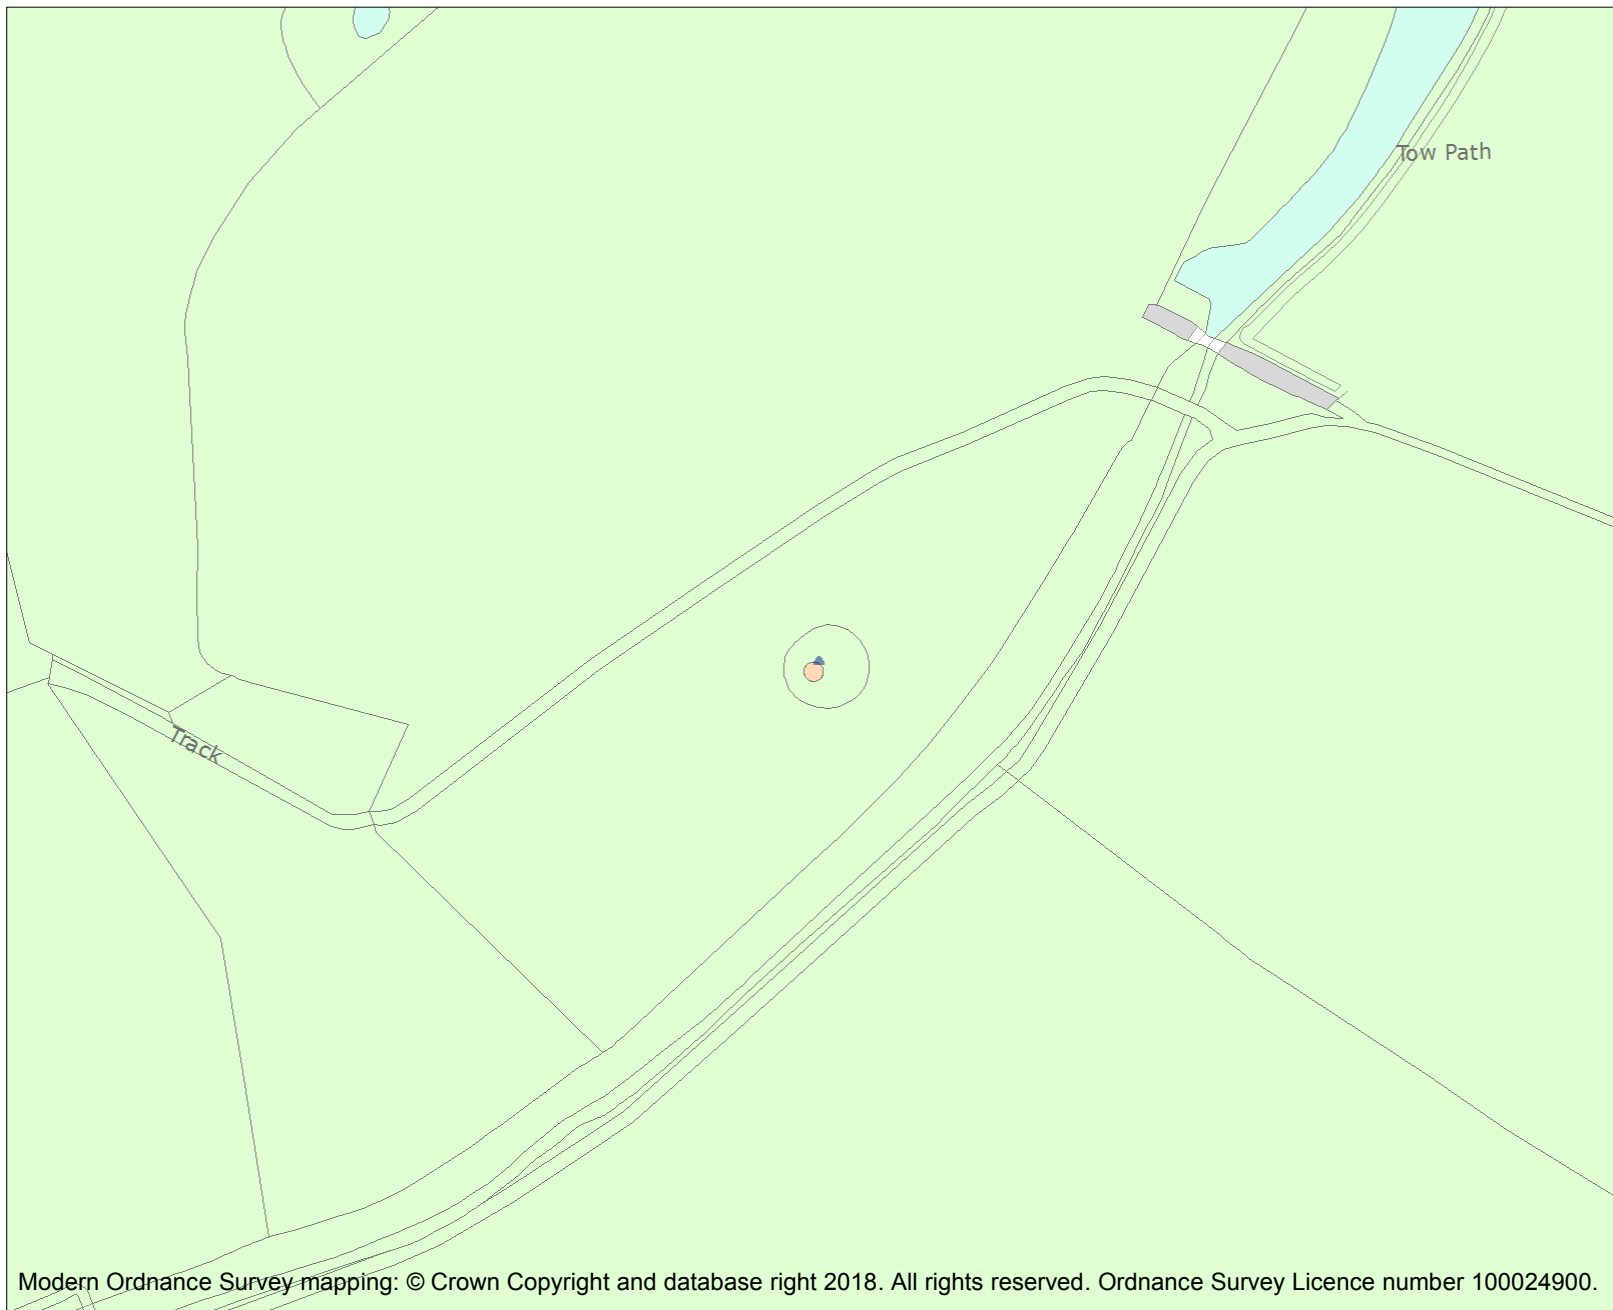 Tow Path
Track
Modern Ordnance Survey mapping: © Crown Copyright and database right 2018. All rights reserved. Ordnance Survey Licence number 100024900.